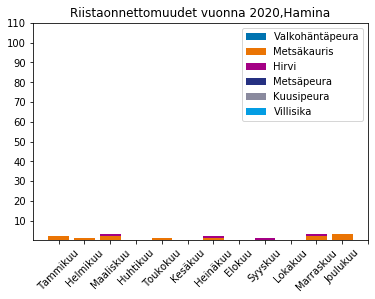 Riistaonnettomuudet vuonna 2020,Hamina
110
100
90
80
70
60
50
40
30
20
10
Valkohäntäpeura
Metsäkauris
Hirvi
Metsäpeura
Kuusipeura
Villisika
Tammikuu
Helmikuu
Maaliskuu
Huhtikuu
Toukokuu
Kesäkuu
Heinäkuu
Elokuu
Syyskuu
Lokakuu
Marraskuu
Joulukuu